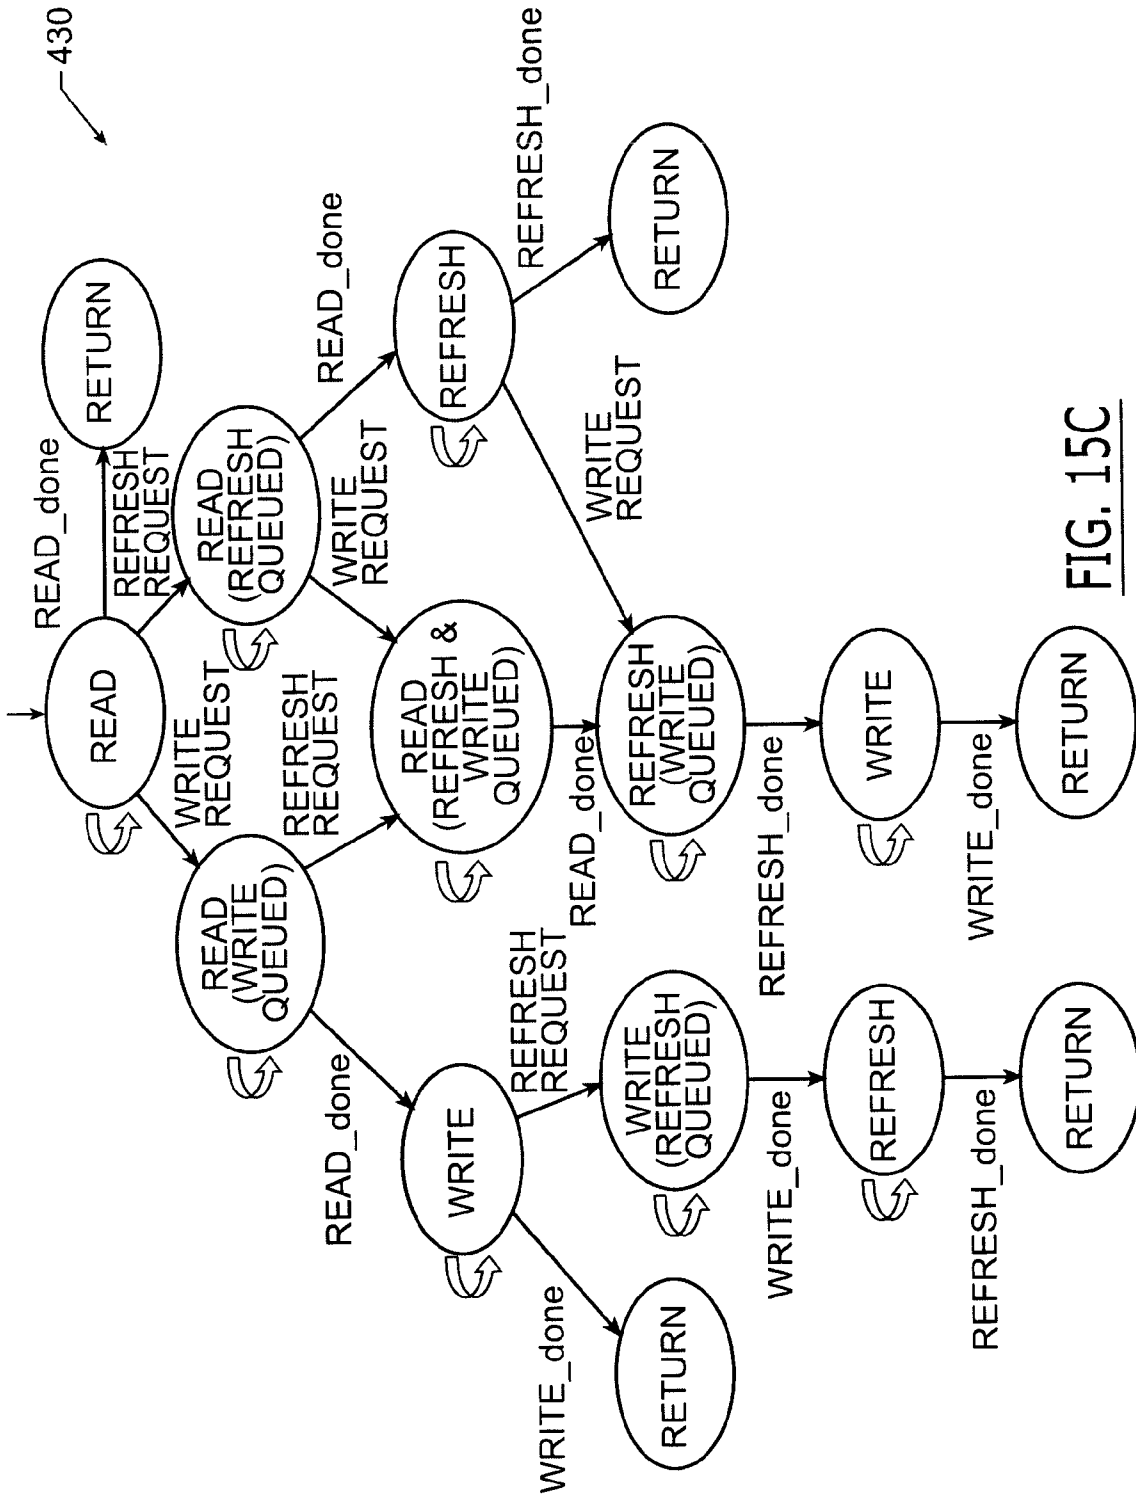 430
READ_done
READ
RETURN
WRITE
REQUEST
REFRESH
REQUEST
READ
(WRITE
QUEUED)
READ
(REFRESH
QUEUED)
READ_done
REFRESH
REQUEST
WRITE
REQUEST
READ_done
WRITE
READ
(REFRESH &
WRITE
QUEUED)
REFRESH
REFRESH_done
WRITE_done
REFRESH
REQUEST
READ_done
WRITE
REQUEST
RETURN
WRITE
(REFRESH
QUEUED)
REFRESH
(WRITE
QUEUED)
RETURN
WRITE_done
REFRESH_done
REFRESH
WRITE
REFRESH_done
WRITE_done
RETURN
RETURN
FIG. 15C